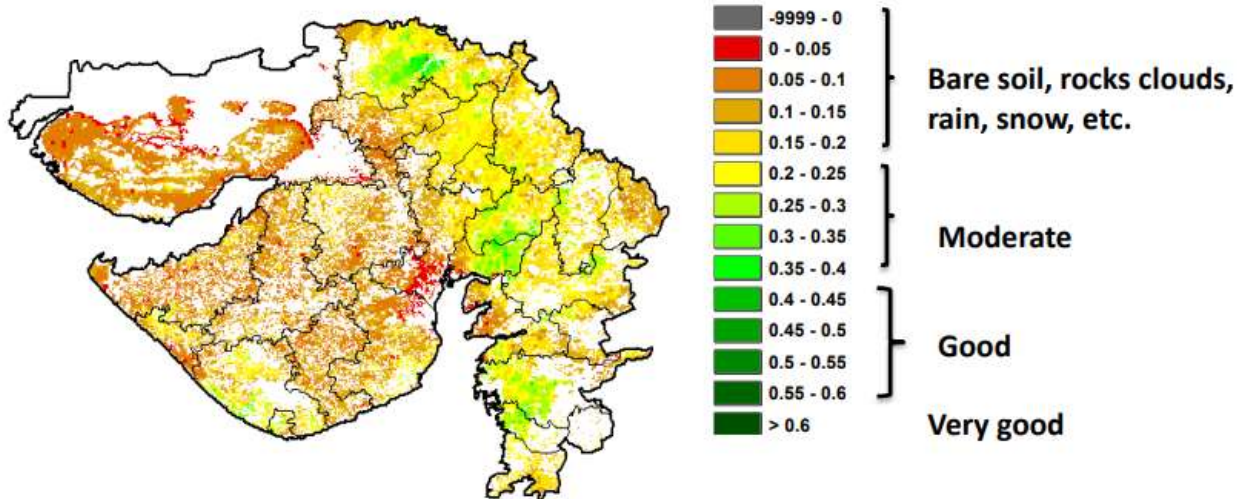 -9999 - 0
0 - 0.05
0.05 - 0.1
0.1 - 0.15
0.15 - 0.2
0.2 - 0.25
0.25 - 0.3
0.3 - 0.35
0.35 - 0.4
0.4 - 0.45
0.45 - 0.5
0.5 - 0.55
0.55 - 0.6
> 0.6
Bare soil, rocks clouds,
rain, snow, etc.
Moderate
Good
Very good